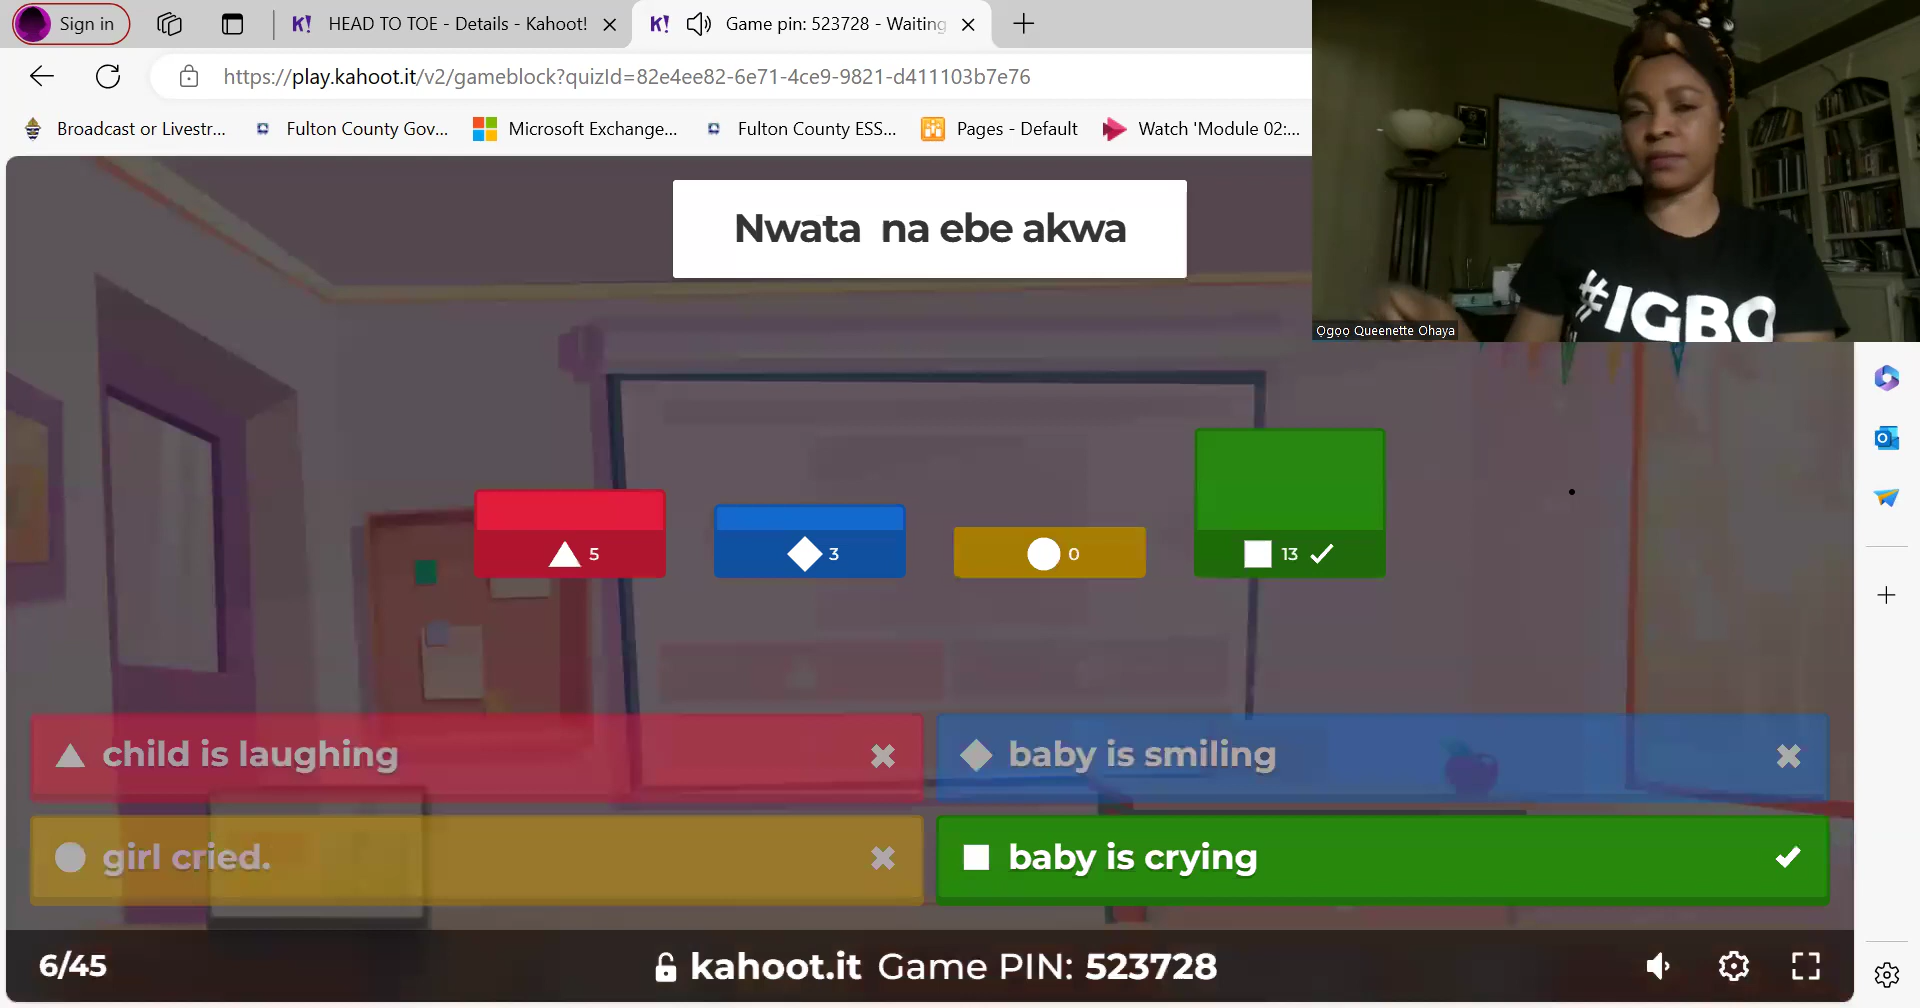 Sign in
K! HEAD TO TOE - Details - Kahoot!
K! Game pin: 523728 - Waiting
https://play.kahoot.it/v2/gameblock?quizId=82e4ee82-6e71-4ce9-9821-d411103b7e76
Broadcast or Livestr... Fulton County Gov... Microsoft Exchange... Fulton County ESS... Pages - Default Watch 'Module 02:...
#IGBO
Ọgọọ Queenette Ohaya
Nwata na ebe akwa
5 3 0 13
child is laughing
baby is smiling
girl cried.
baby is crying
6/45
kahoot.it Game PIN: 523728